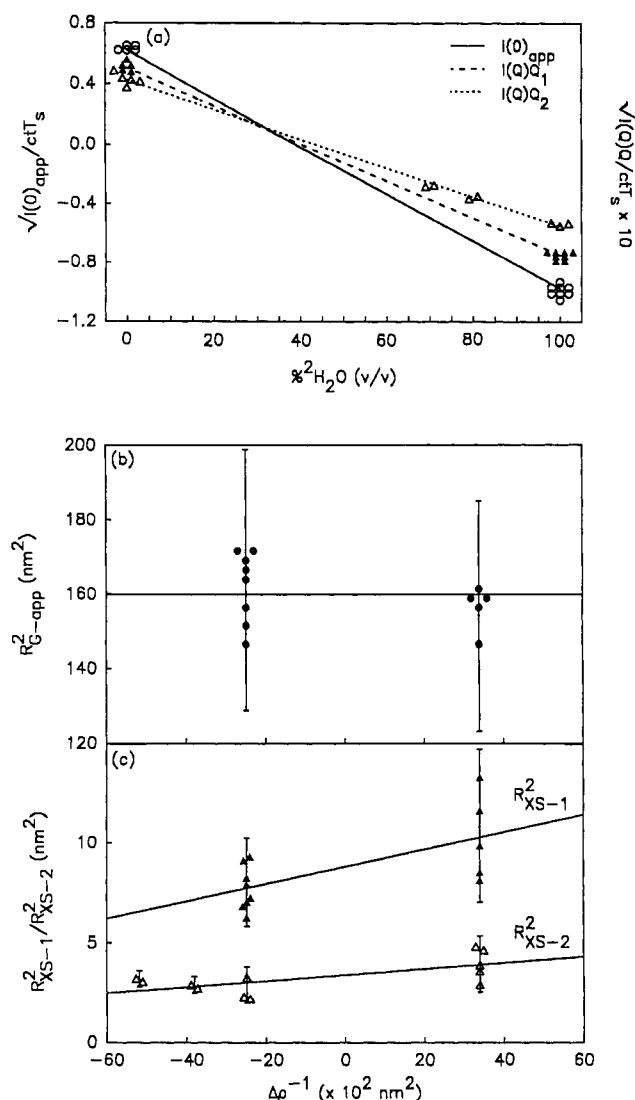 (a)
0.8
0.4
0.0
−0.4
−0.8
−1.2
√I(0)app/ctTs
√I(Q)Q/ctTs x 10
I(0)app
I(Q)Q1
I(Q)Q2
0 20 40 60 80 100
%²H₂O (v/v)
(b)
200
180
160
140
120
R²G−app (nm²)
(c)
10
5
0
R²XS−1/R²XS−2 (nm²)
R²XS−1
R²XS−2
−60 −40 −20 0 20 40 60
Δρ⁻¹ (x 10² nm²)